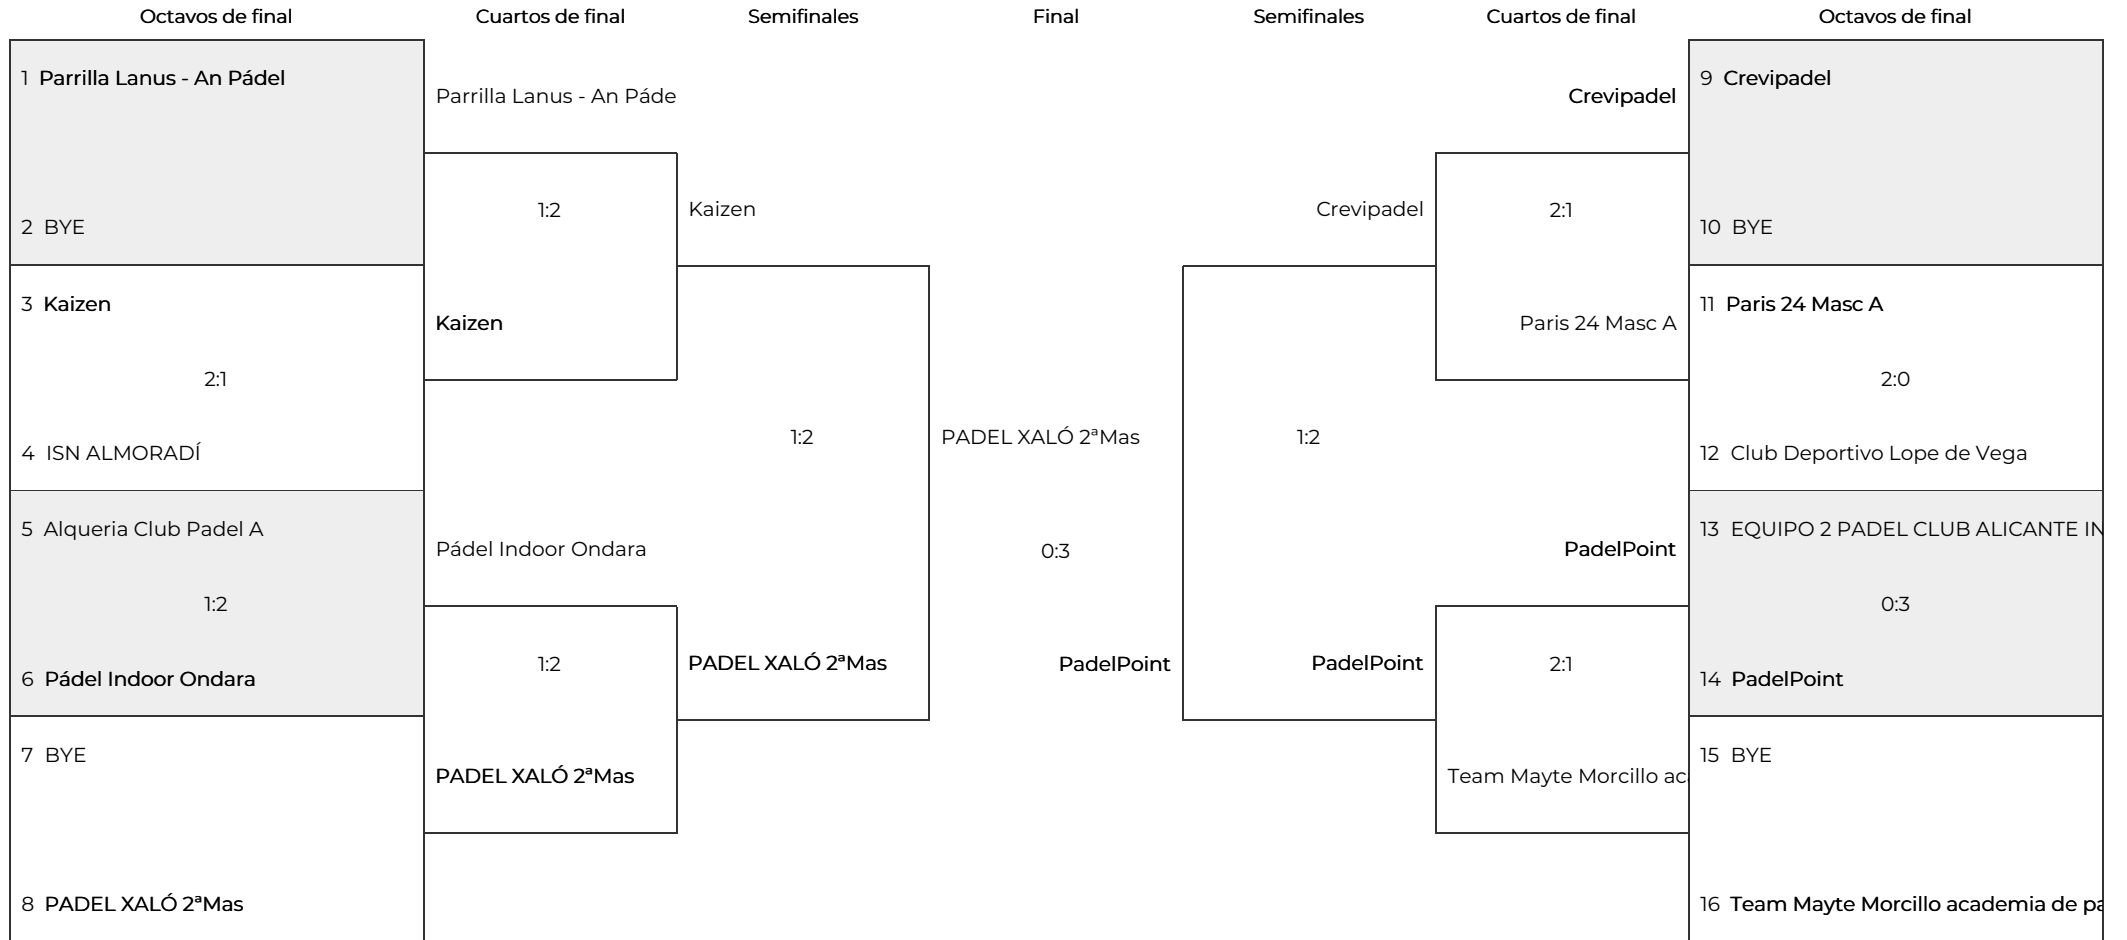 Octavos de final
Cuartos de final
Semifinales
Final
Semifinales
Cuartos de final
Octavos de final
1 Parrilla Lanus - An Pádel
2 BYE
3 Kaizen
2:1
4 ISN ALMORADÍ
5 Alqueria Club Padel A
1:2
6 Pádel Indoor Ondara
7 BYE
8 PADEL XALÓ 2ªMas
Parrilla Lanus - An Páde
1:2
Kaizen
Pádel Indoor Ondara
1:2
PADEL XALÓ 2ªMas
Kaizen
1:2
PADEL XALÓ 2ªMas
PADEL XALÓ 2ªMas
0:3
PadelPoint
Crevipadel
1:2
PadelPoint
Crevipadel
2:1
Paris 24 Masc A
PadelPoint
2:1
Team Mayte Morcillo aca
9 Crevipadel
10 BYE
11 Paris 24 Masc A
2:0
12 Club Deportivo Lope de Vega
13 EQUIPO 2 PADEL CLUB ALICANTE IN
0:3
14 PadelPoint
15 BYE
16 Team Mayte Morcillo academia de pa